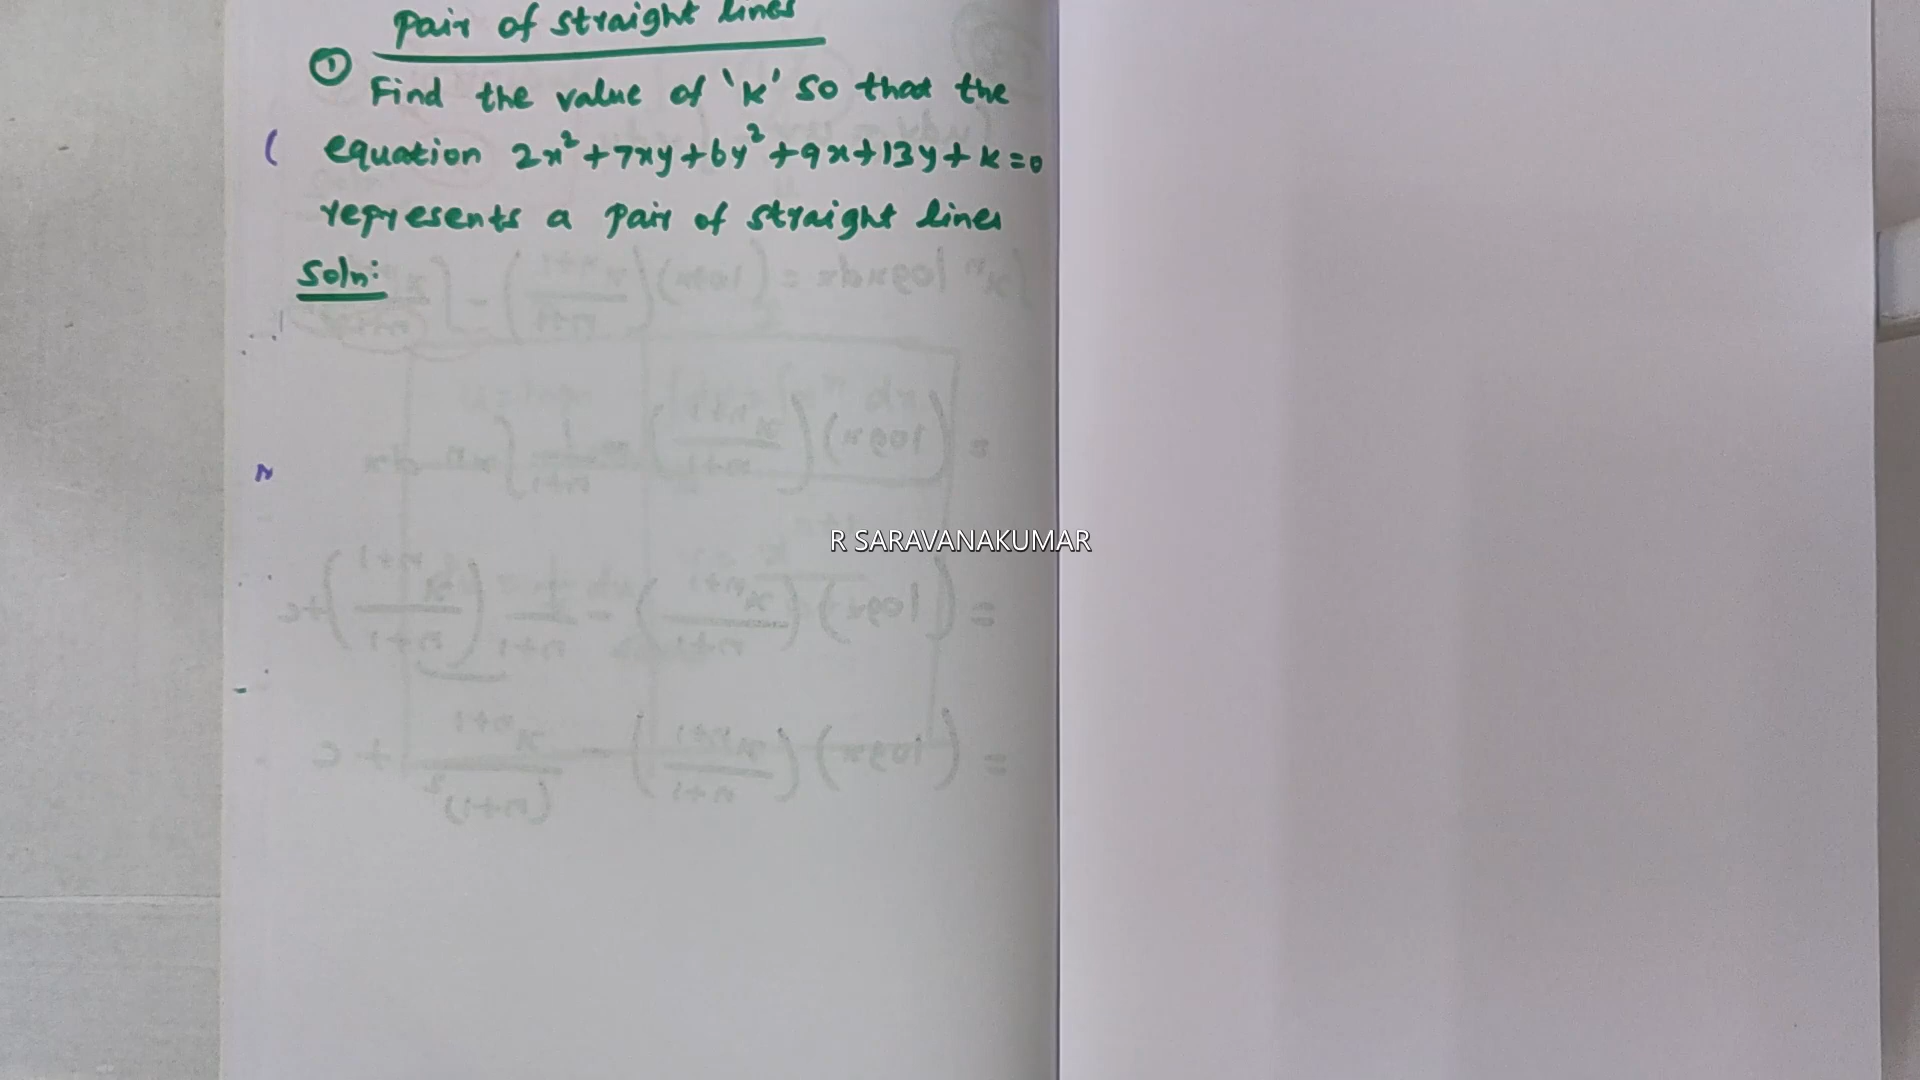 Pair of straight lines
① Find the value of 'K' so that the
equation 2x²+7xy+6y²+9x+13y+k=0
represents a pair of straight lines
Soln:
R SARAVANAKUMAR